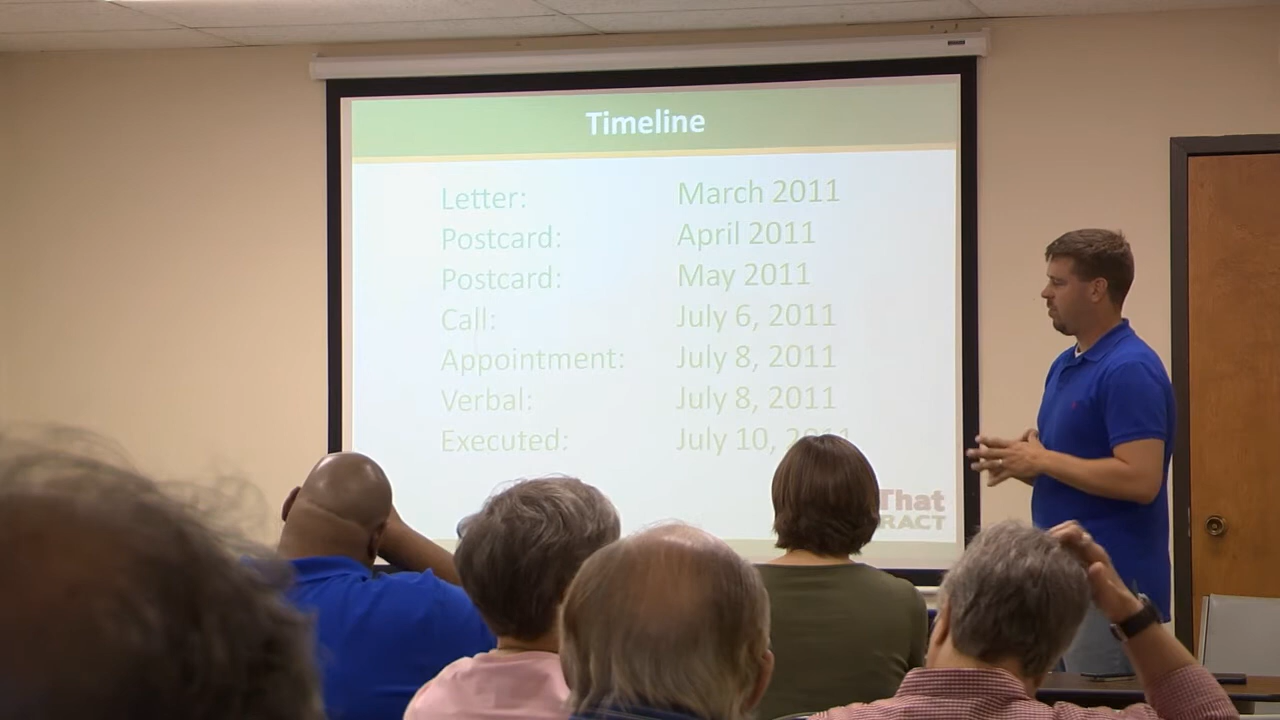 Timeline
Letter: March 2011
Postcard: April 2011
Postcard: May 2011
Call: July 6, 2011
Appointment: July 8, 2011
Verbal: July 8, 2011
Executed: July 10, 2011
That
RACT